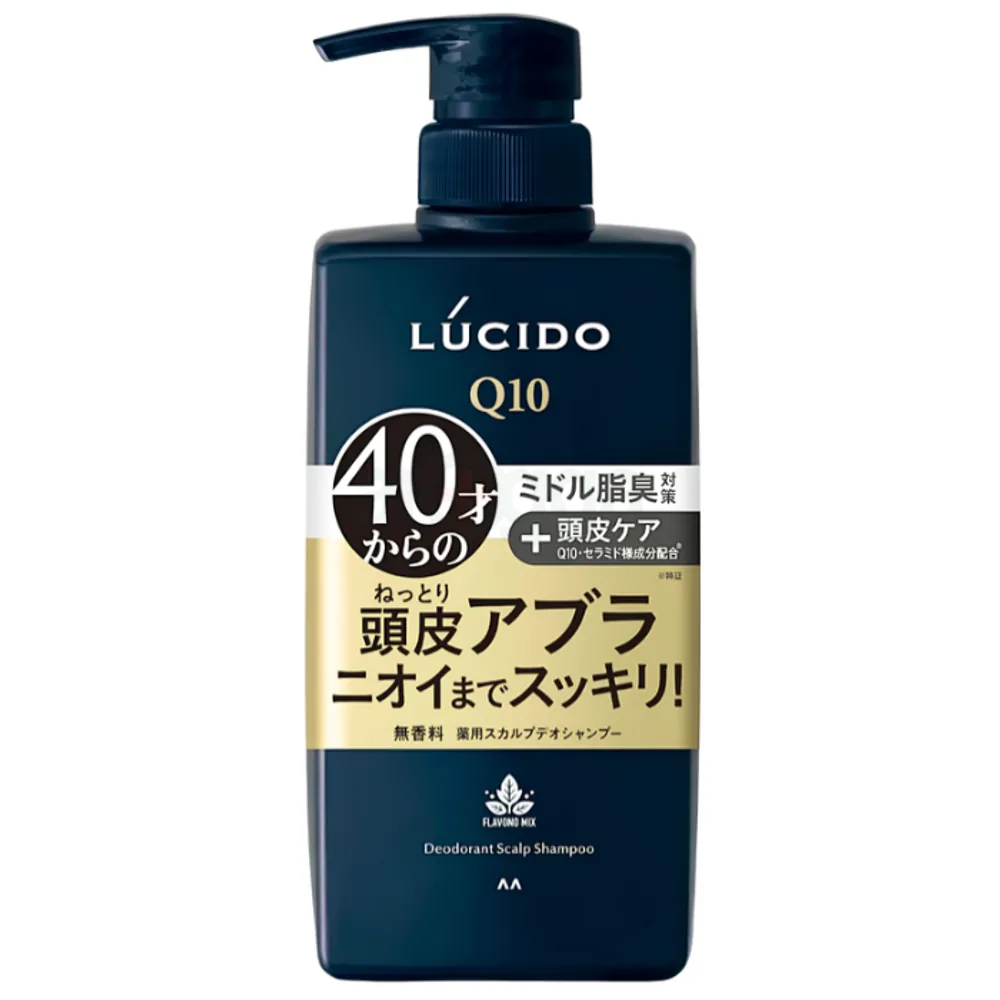 LÚCIDO
Q10
40才
からの
ミドル脂臭対策
+頭皮ケア
Q10・セラミド様成分配合※
※特証
ねっとり
頭皮アブラ
ニオイまでスッキリ!
無香料 薬用スカルプデオシャンプー
FLAVONO MIX
Deodorant Scalp Shampoo